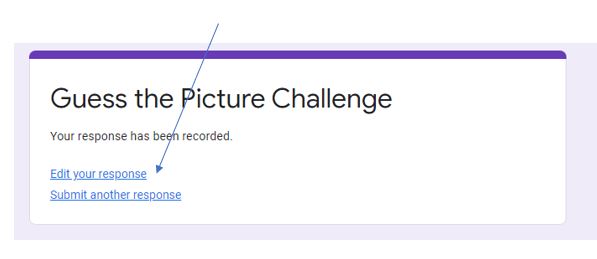 Guess the Picture Challenge
Your response has been recorded.
Edit your response
Submit another response